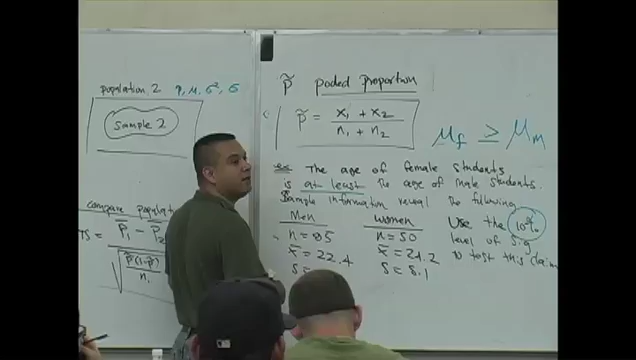 population 2 p, μ, σ², σ
Sample 2
compare populat
TS = p̄₁ - p̄₂
p̄(1-p̄)
n₁
p̃ pooled proportion
p̃ = x₁ + x₂
n₁ + n₂
μf ≥ μm
ex The age of female students
is at least the age of male students.
Sample information reveal the following
Men
n = 85
x̄ = 22.4
S =
Women
n = 50
x̄ = 21.2
S = 5.1
Use the 10%
level of sig
to test this claim